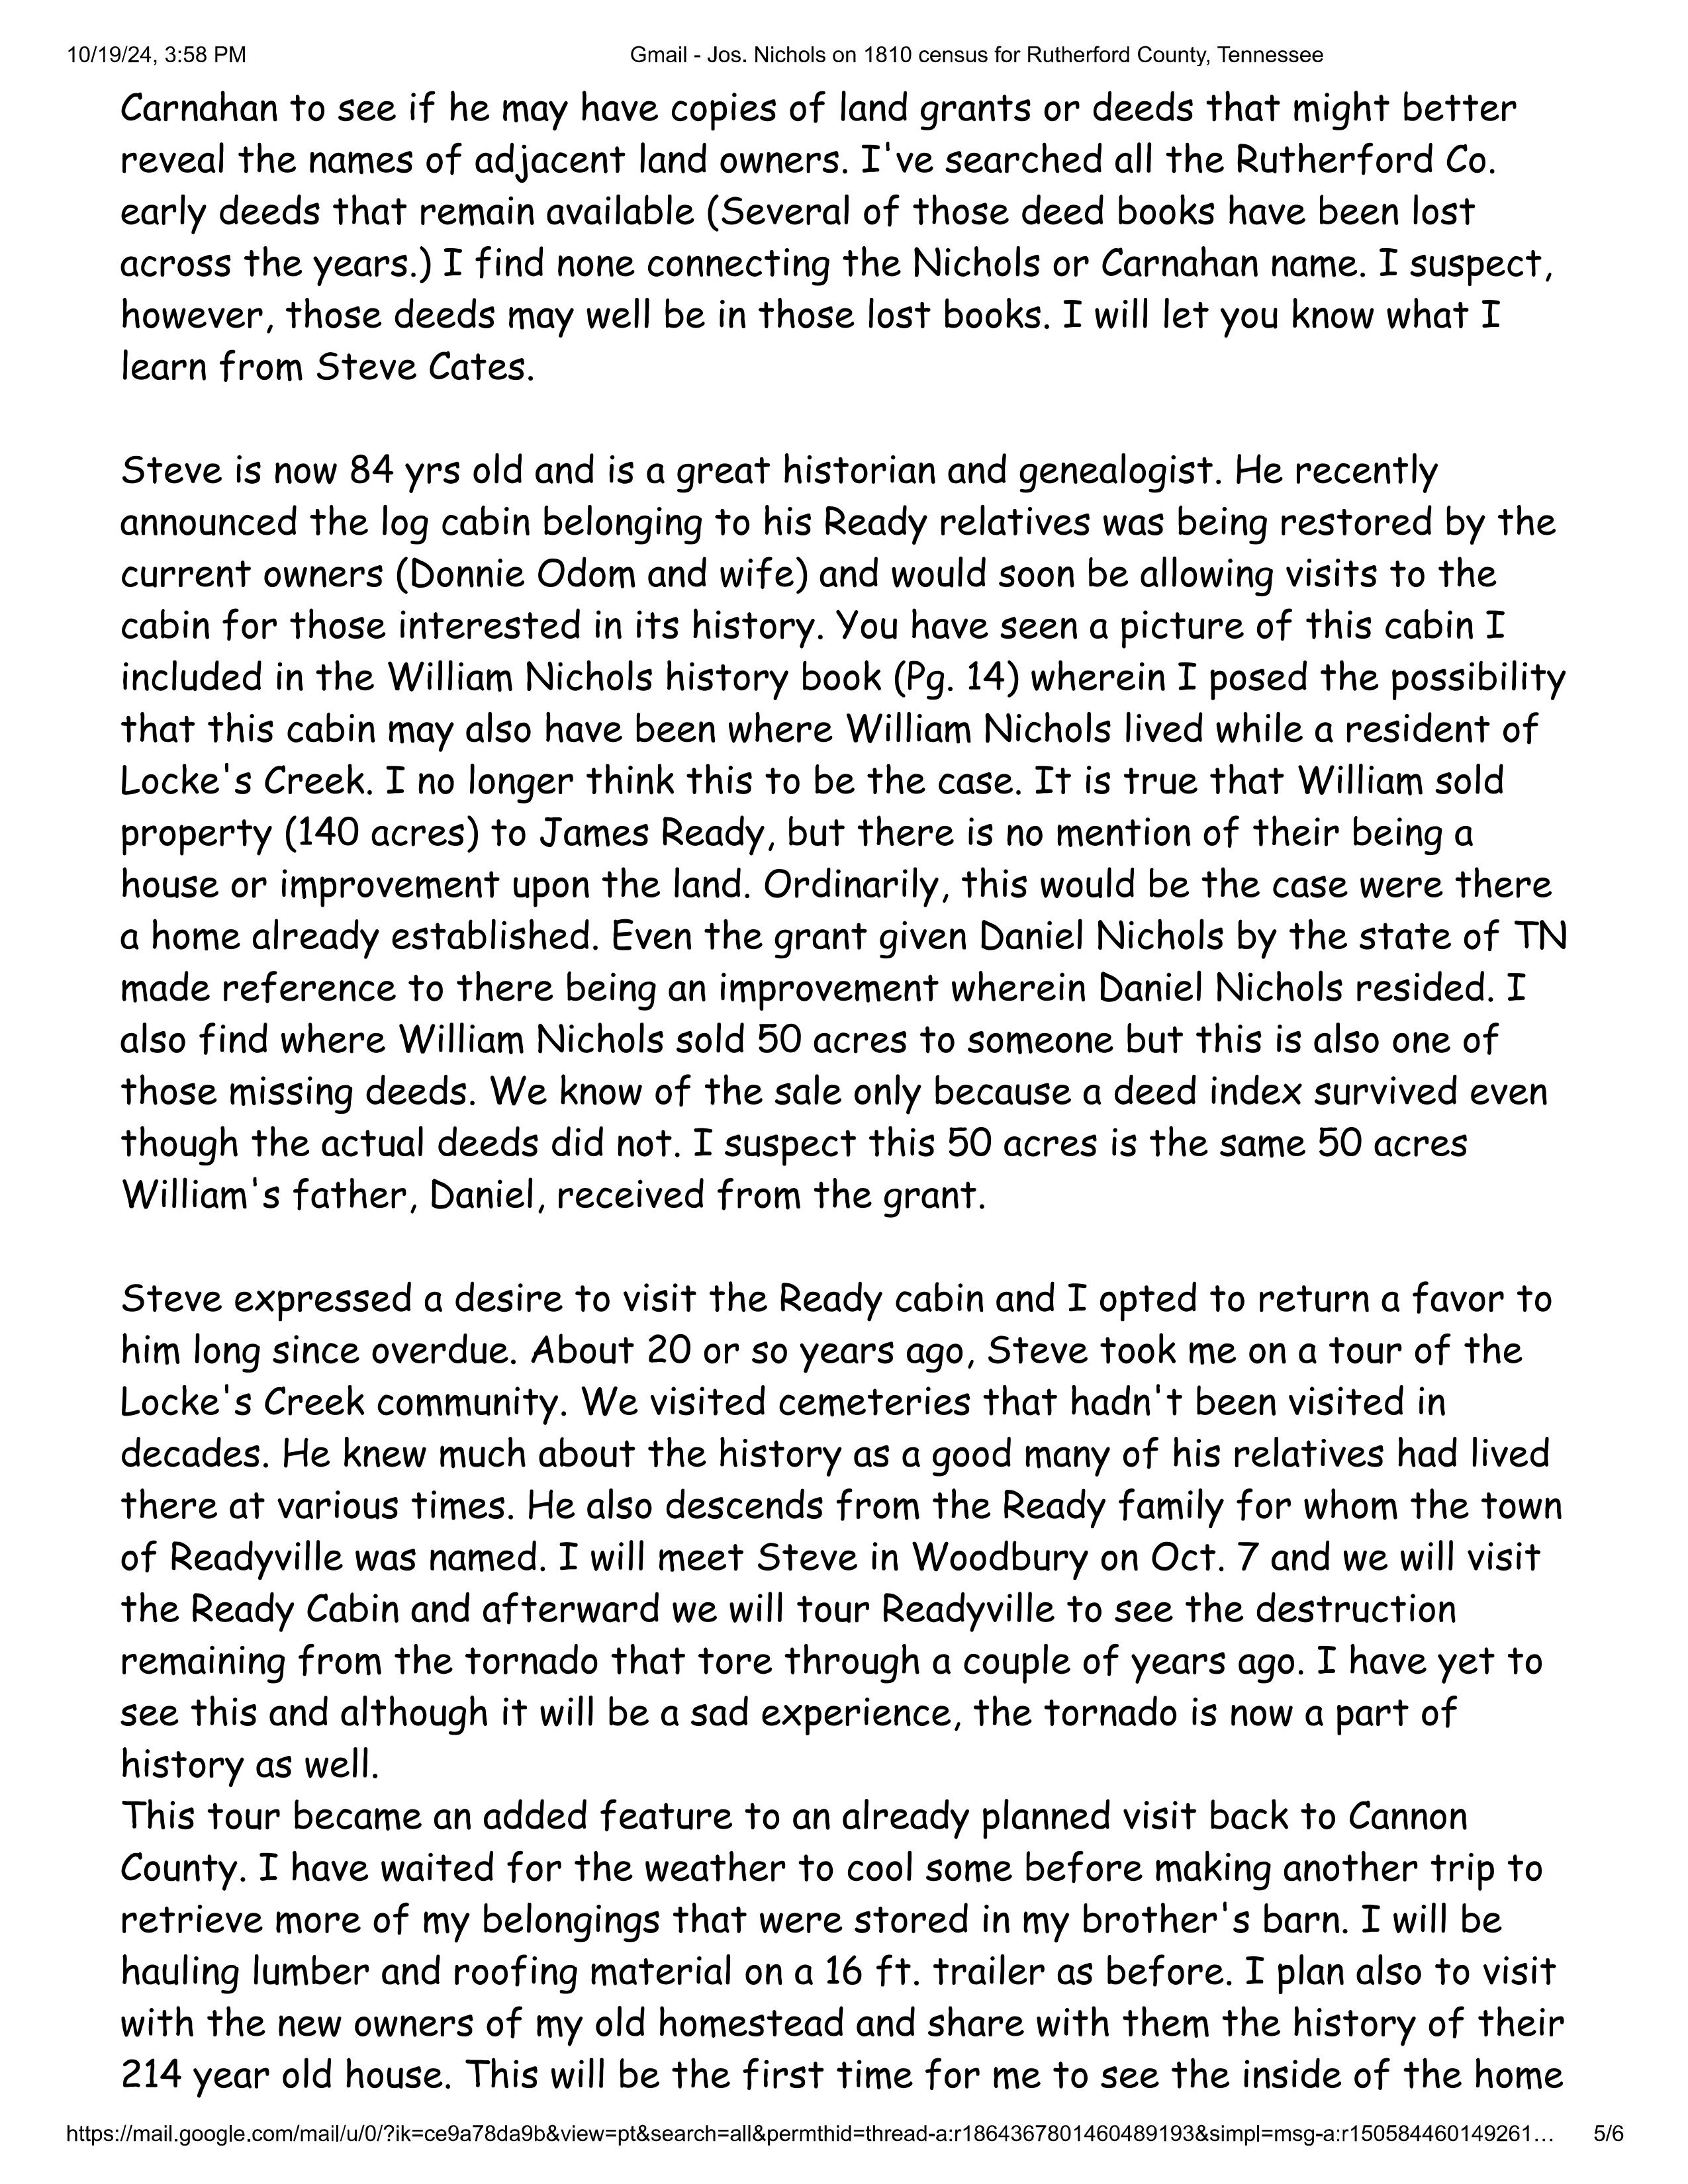 10/19/24, 3:58 PM Gmail - Jos. Nichols on 1810 census for Rutherford County, Tennessee
Carnahan to see if he may have copies of land grants or deeds that might better
reveal the names of adjacent land owners. I've searched all the Rutherford Co.
early deeds that remain available (Several of those deed books have been lost
across the years.) I find none connecting the Nichols or Carnahan name. I suspect,
however, those deeds may well be in those lost books. I will let you know what I
learn from Steve Cates.
Steve is now 84 yrs old and is a great historian and genealogist. He recently
announced the log cabin belonging to his Ready relatives was being restored by the
current owners (Donnie Odom and wife) and would soon be allowing visits to the
cabin for those interested in its history. You have seen a picture of this cabin I
included in the William Nichols history book (Pg. 14) wherein I posed the possibility
that this cabin may also have been where William Nichols lived while a resident of
Locke's Creek. I no longer think this to be the case. It is true that William sold
property (140 acres) to James Ready, but there is no mention of their being a
house or improvement upon the land. Ordinarily, this would be the case were there
a home already established. Even the grant given Daniel Nichols by the state of TN
made reference to there being an improvement wherein Daniel Nichols resided. I
also find where William Nichols sold 50 acres to someone but this is also one of
those missing deeds. We know of the sale only because a deed index survived even
though the actual deeds did not. I suspect this 50 acres is the same 50 acres
William's father, Daniel, received from the grant.
Steve expressed a desire to visit the Ready cabin and I opted to return a favor to
him long since overdue. About 20 or so years ago, Steve took me on a tour of the
Locke's Creek community. We visited cemeteries that hadn't been visited in
decades. He knew much about the history as a good many of his relatives had lived
there at various times. He also descends from the Ready family for whom the town
of Readyville was named. I will meet Steve in Woodbury on Oct. 7 and we will visit
the Ready Cabin and afterward we will tour Readyville to see the destruction
remaining from the tornado that tore through a couple of years ago. I have yet to
see this and although it will be a sad experience, the tornado is now a part of
history as well.
This tour became an added feature to an already planned visit back to Cannon
County. I have waited for the weather to cool some before making another trip to
retrieve more of my belongings that were stored in my brother's barn. I will be
hauling lumber and roofing material on a 16 ft. trailer as before. I plan also to visit
with the new owners of my old homestead and share with them the history of their
214 year old house. This will be the first time for me to see the inside of the home
https://mail.google.com/mail/u/0/?ik=ce9a78da9b&view=pt&search=all&permthid=thread-a:r1864367801460489193&simpl=msg-a:r150584460149261… 5/6